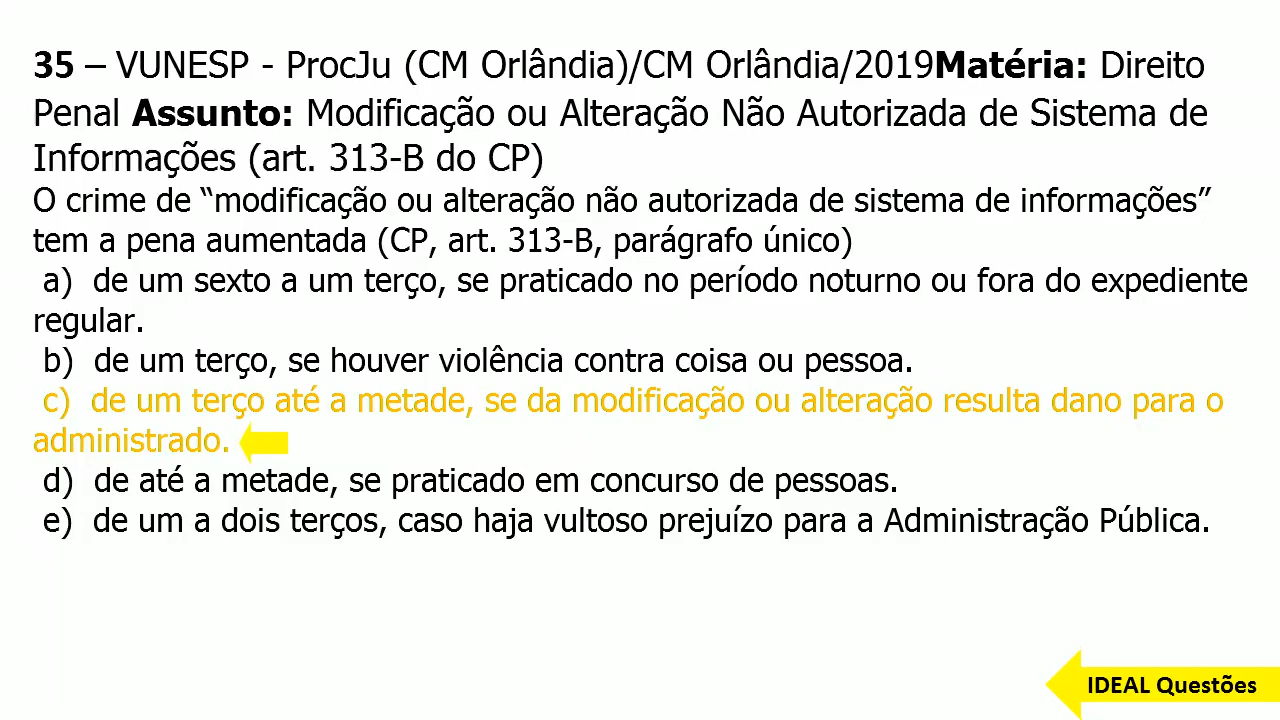 35 – VUNESP - ProcJu (CM Orlândia)/CM Orlândia/2019Matéria: Direito
Penal Assunto: Modificação ou Alteração Não Autorizada de Sistema de
Informações (art. 313-B do CP)
O crime de “modificação ou alteração não autorizada de sistema de informações”
tem a pena aumentada (CP, art. 313-B, parágrafo único)
a) de um sexto a um terço, se praticado no período noturno ou fora do expediente
regular.
b) de um terço, se houver violência contra coisa ou pessoa.
c) de um terço até a metade, se da modificação ou alteração resulta dano para o
administrado.
d) de até a metade, se praticado em concurso de pessoas.
e) de um a dois terços, caso haja vultoso prejuízo para a Administração Pública.
IDEAL Questões